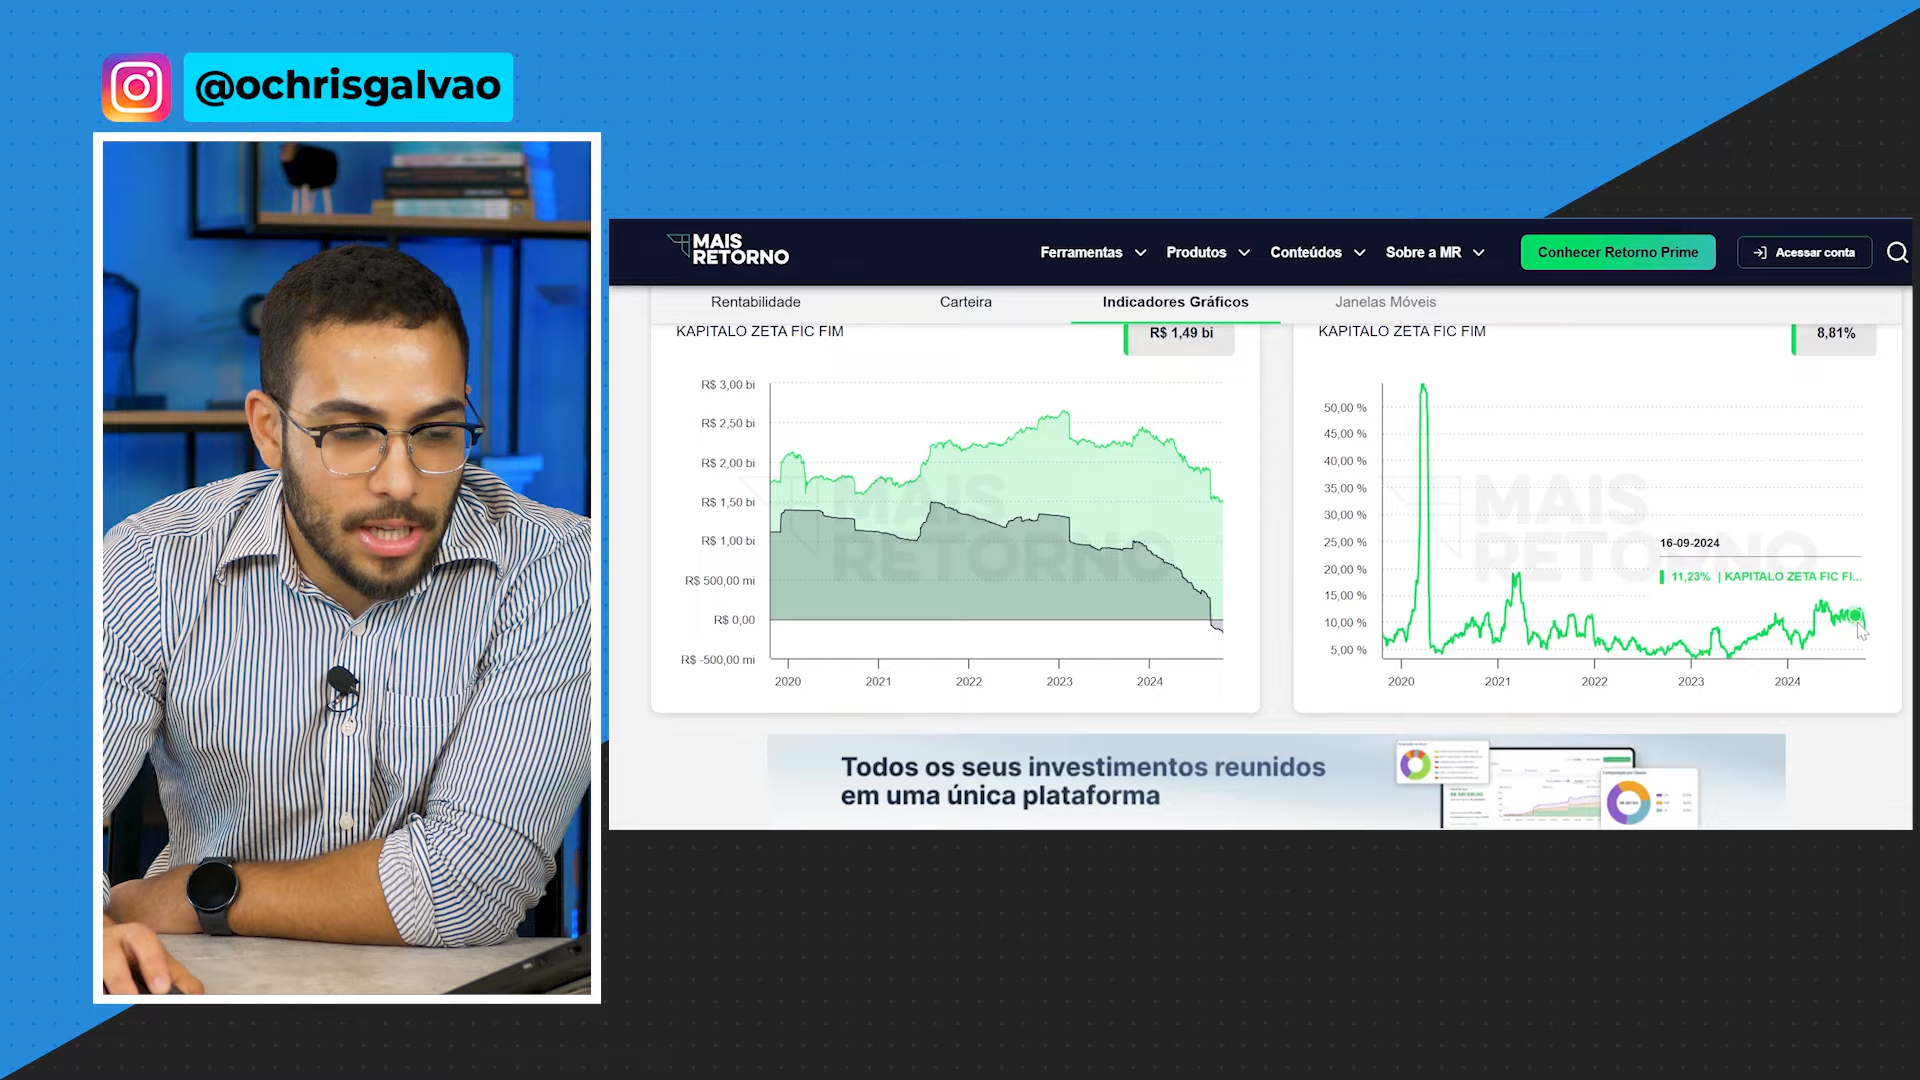 @ochrisgalvao
MAIS
RETORNO
Ferramentas
Produtos
Conteúdos
Sobre a MR
Conhecer Retorno Prime
Acessar conta
Rentabilidade
Carteira
Indicadores Gráficos
Janelas Móveis
KAPITALO ZETA FIC FIM
R$ 1,49 bi
R$ 3,00 bi
R$ 2,50 bi
R$ 2,00 bi
R$ 1,50 bi
R$ 1,00 bi
R$ 500,00 mi
R$ 0,00
R$ -500,00 mi
2020
2021
2022
2023
2024
MAIS
RETORNO
KAPITALO ZETA FIC FIM
8,81%
50,00 %
45,00 %
40,00 %
35,00 %
30,00 %
25,00 %
20,00 %
15,00 %
10,00 %
5,00 %
MAIS
RETORNO
16-09-2024
11,23% | KAPITALO ZETA FIC FI...
2020
2021
2022
2023
2024
Todos os seus investimentos reunidos
em uma única plataforma